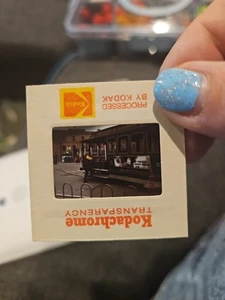 Kodak
PROCESSED
BY KODAK
Kodachrome
TRANSPARENCY